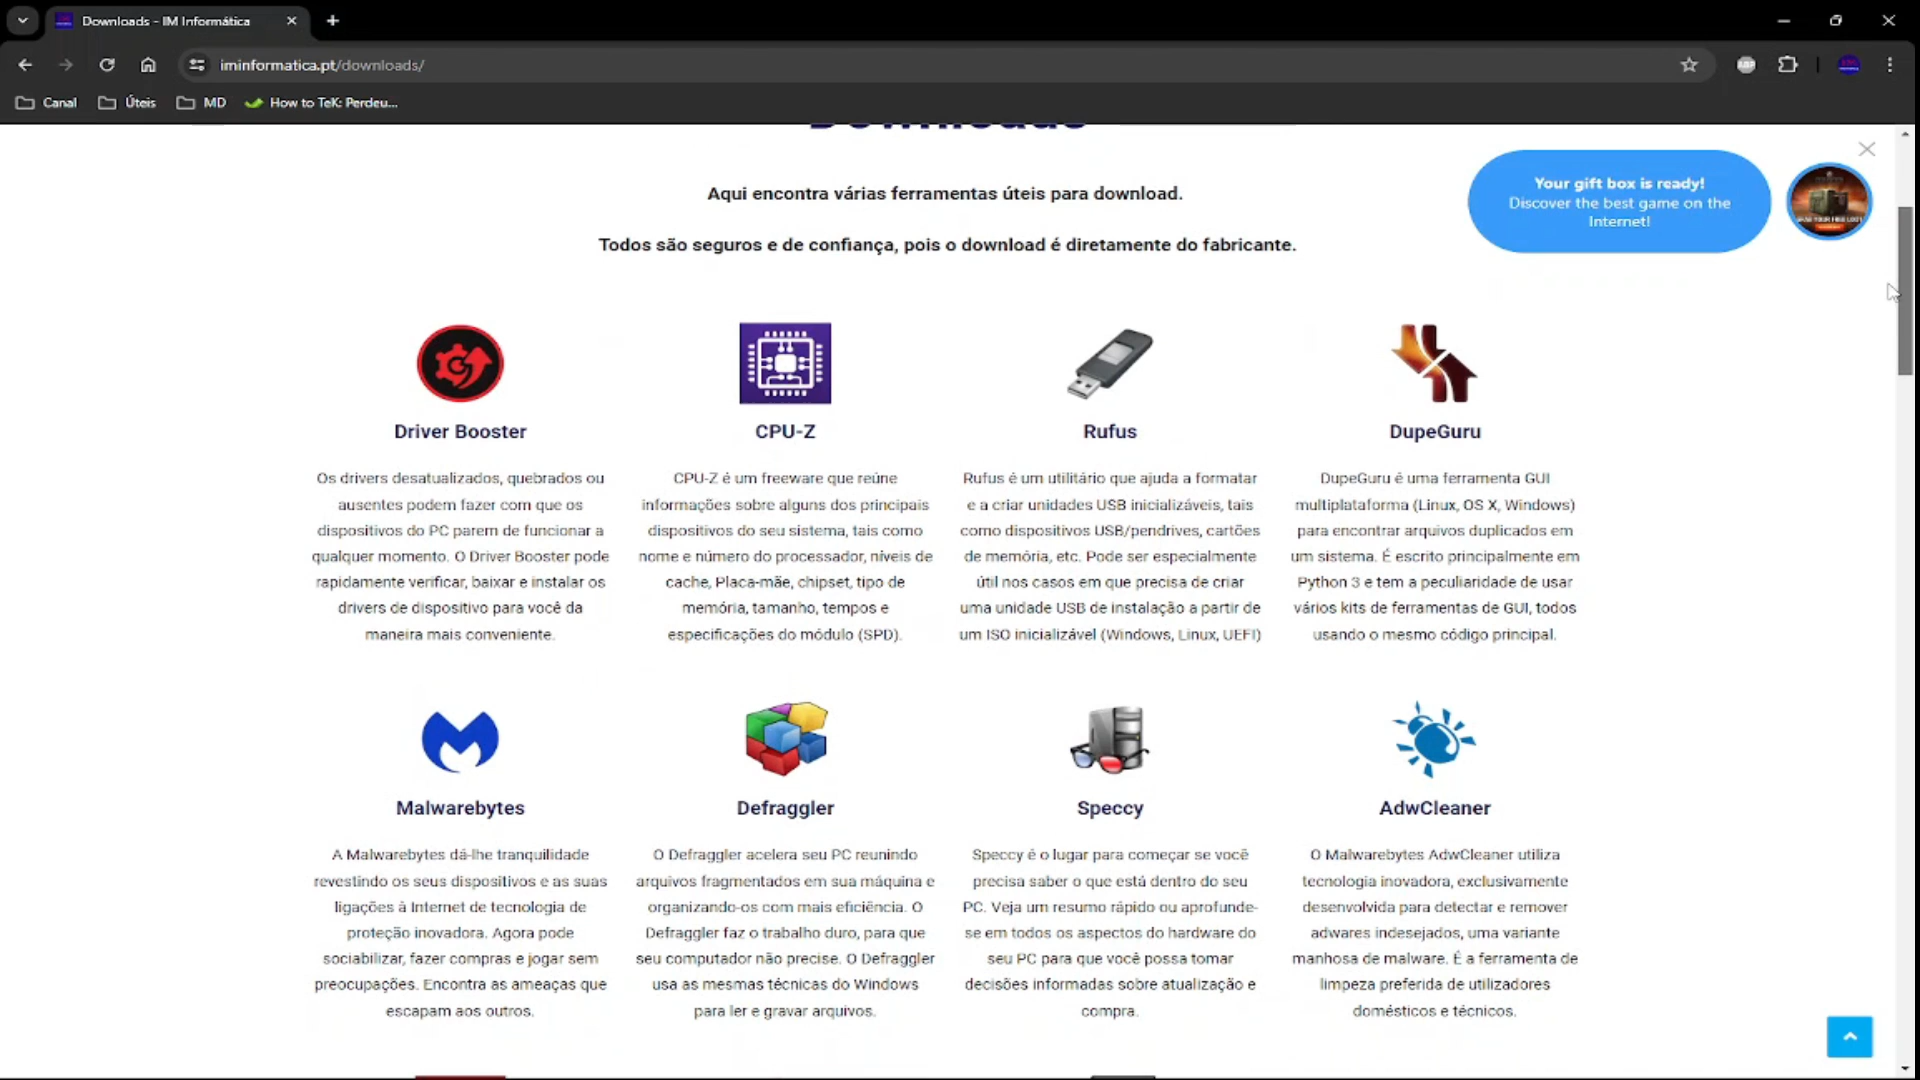 Downloads - IM Informática
iminformatica.pt/downloads/
Canal
Úteis
MD
How to TeK: Perdeu...
Downloads
Aqui encontra várias ferramentas úteis para download.
Todos são seguros e de confiança, pois o download é diretamente do fabricante.
Your gift box is ready!
Discover the best game on the
Internet!
Driver Booster
Os drivers desatualizados, quebrados ou
ausentes podem fazer com que os
dispositivos do PC parem de funcionar a
qualquer momento. O Driver Booster pode
rapidamente verificar, baixar e instalar os
drivers de dispositivo para você da
maneira mais conveniente.
CPU-Z
CPU-Z é um freeware que reúne
informações sobre alguns dos principais
dispositivos do seu sistema, tais como
nome e número do processador, níveis de
cache, Placa-mãe, chipset, tipo de
memória, tamanho, tempos e
especificações do módulo (SPD).
Rufus
Rufus é um utilitário que ajuda a formatar
e a criar unidades USB inicializáveis, tais
como dispositivos USB/pendrives, cartões
de memória, etc. Pode ser especialmente
útil nos casos em que precisa de criar
uma unidade USB de instalação a partir de
um ISO inicializável (Windows, Linux, UEFI)
DupeGuru
DupeGuru é uma ferramenta GUI
multiplataforma (Linux, OS X, Windows)
para encontrar arquivos duplicados em
um sistema. É escrito principalmente em
Python 3 e tem a peculiaridade de usar
vários kits de ferramentas de GUI, todos
usando o mesmo código principal.
Malwarebytes
A Malwarebytes dá-lhe tranquilidade
revestindo os seus dispositivos e as suas
ligações à Internet de tecnologia de
proteção inovadora. Agora pode
sociabilizar, fazer compras e jogar sem
preocupações. Encontra as ameaças que
escapam aos outros.
Defraggler
O Defraggler acelera seu PC reunindo
arquivos fragmentados em sua máquina e
organizando-os com mais eficiência. O
Defraggler faz o trabalho duro, para que
seu computador não precise. O Defraggler
usa as mesmas técnicas do Windows
para ler e gravar arquivos.
Speccy
Speccy é o lugar para começar se você
precisa saber o que está dentro do seu
PC. Veja um resumo rápido ou aprofunde-
se em todos os aspectos do hardware do
seu PC para que você possa tomar
decisões informadas sobre atualização e
compra.
AdwCleaner
O Malwarebytes AdwCleaner utiliza
tecnologia inovadora, exclusivamente
desenvolvida para detectar e remover
adwares indesejados, uma variante
manhosa de malware. É a ferramenta de
limpeza preferida de utilizadores
domésticos e técnicos.